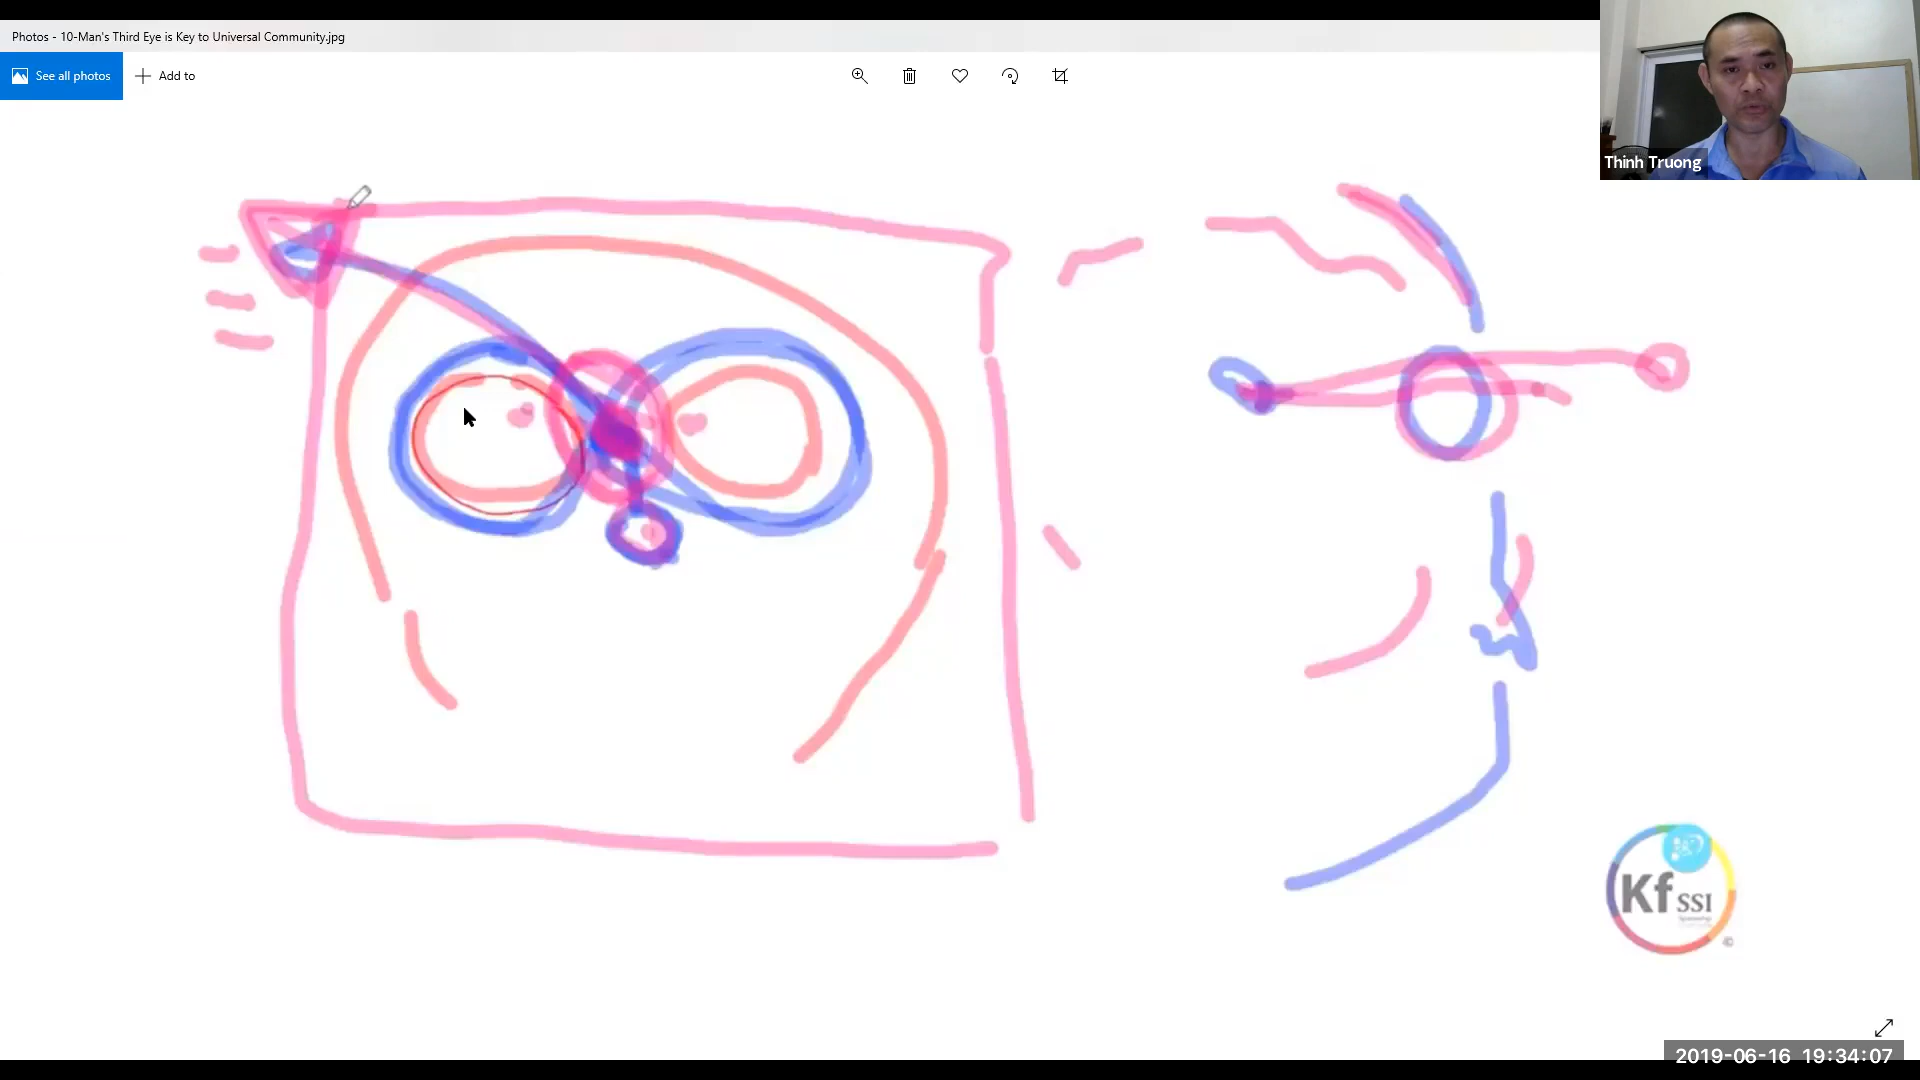 Photos - 10-Man's Third Eye is Key to Universal Community.jpg
See all photos
Add to
Thinh Truong
Kf SSI
©
2019-06-16 19:34:07